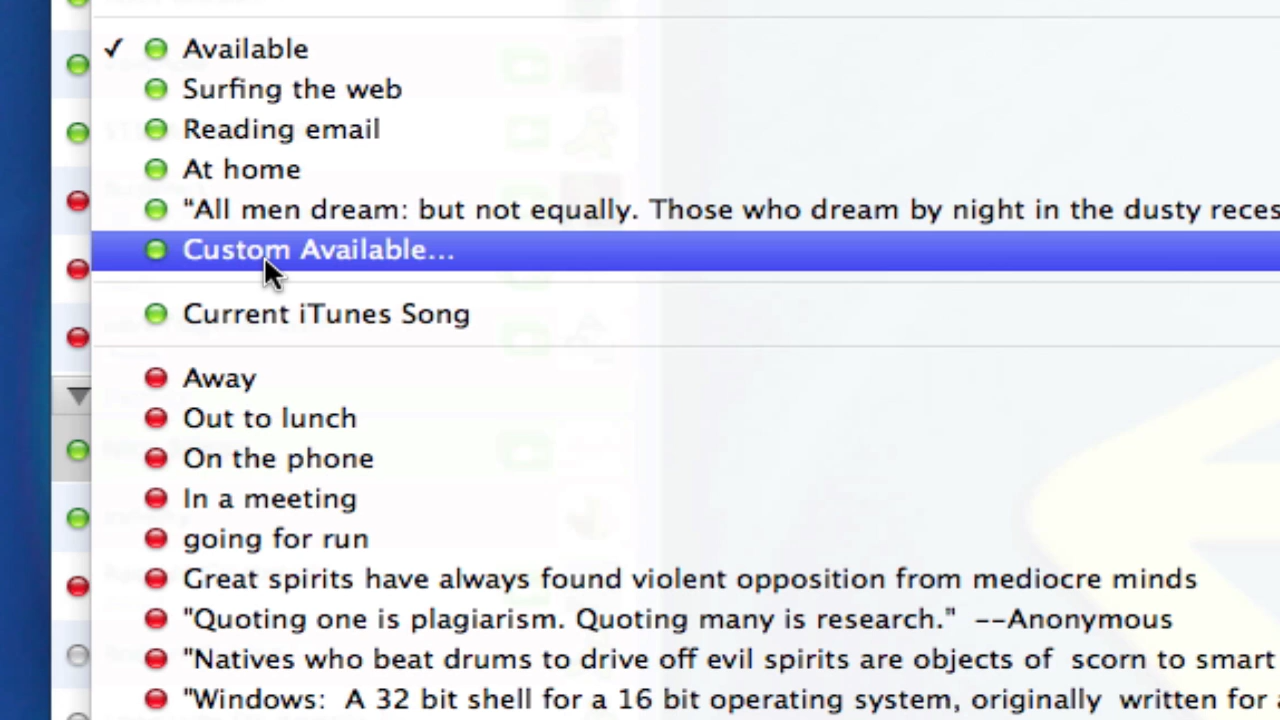 ✓ Available
Surfing the web
Reading email
At home
"All men dream: but not equally. Those who dream by night in the dusty reces
Custom Available...
Current iTunes Song
Away
Out to lunch
On the phone
In a meeting
going for run
Great spirits have always found violent opposition from mediocre minds
"Quoting one is plagiarism. Quoting many is research."  --Anonymous
"Natives who beat drums to drive off evil spirits are objects of  scorn to smart
"Windows:  A 32 bit shell for a 16 bit operating system, originally  written for